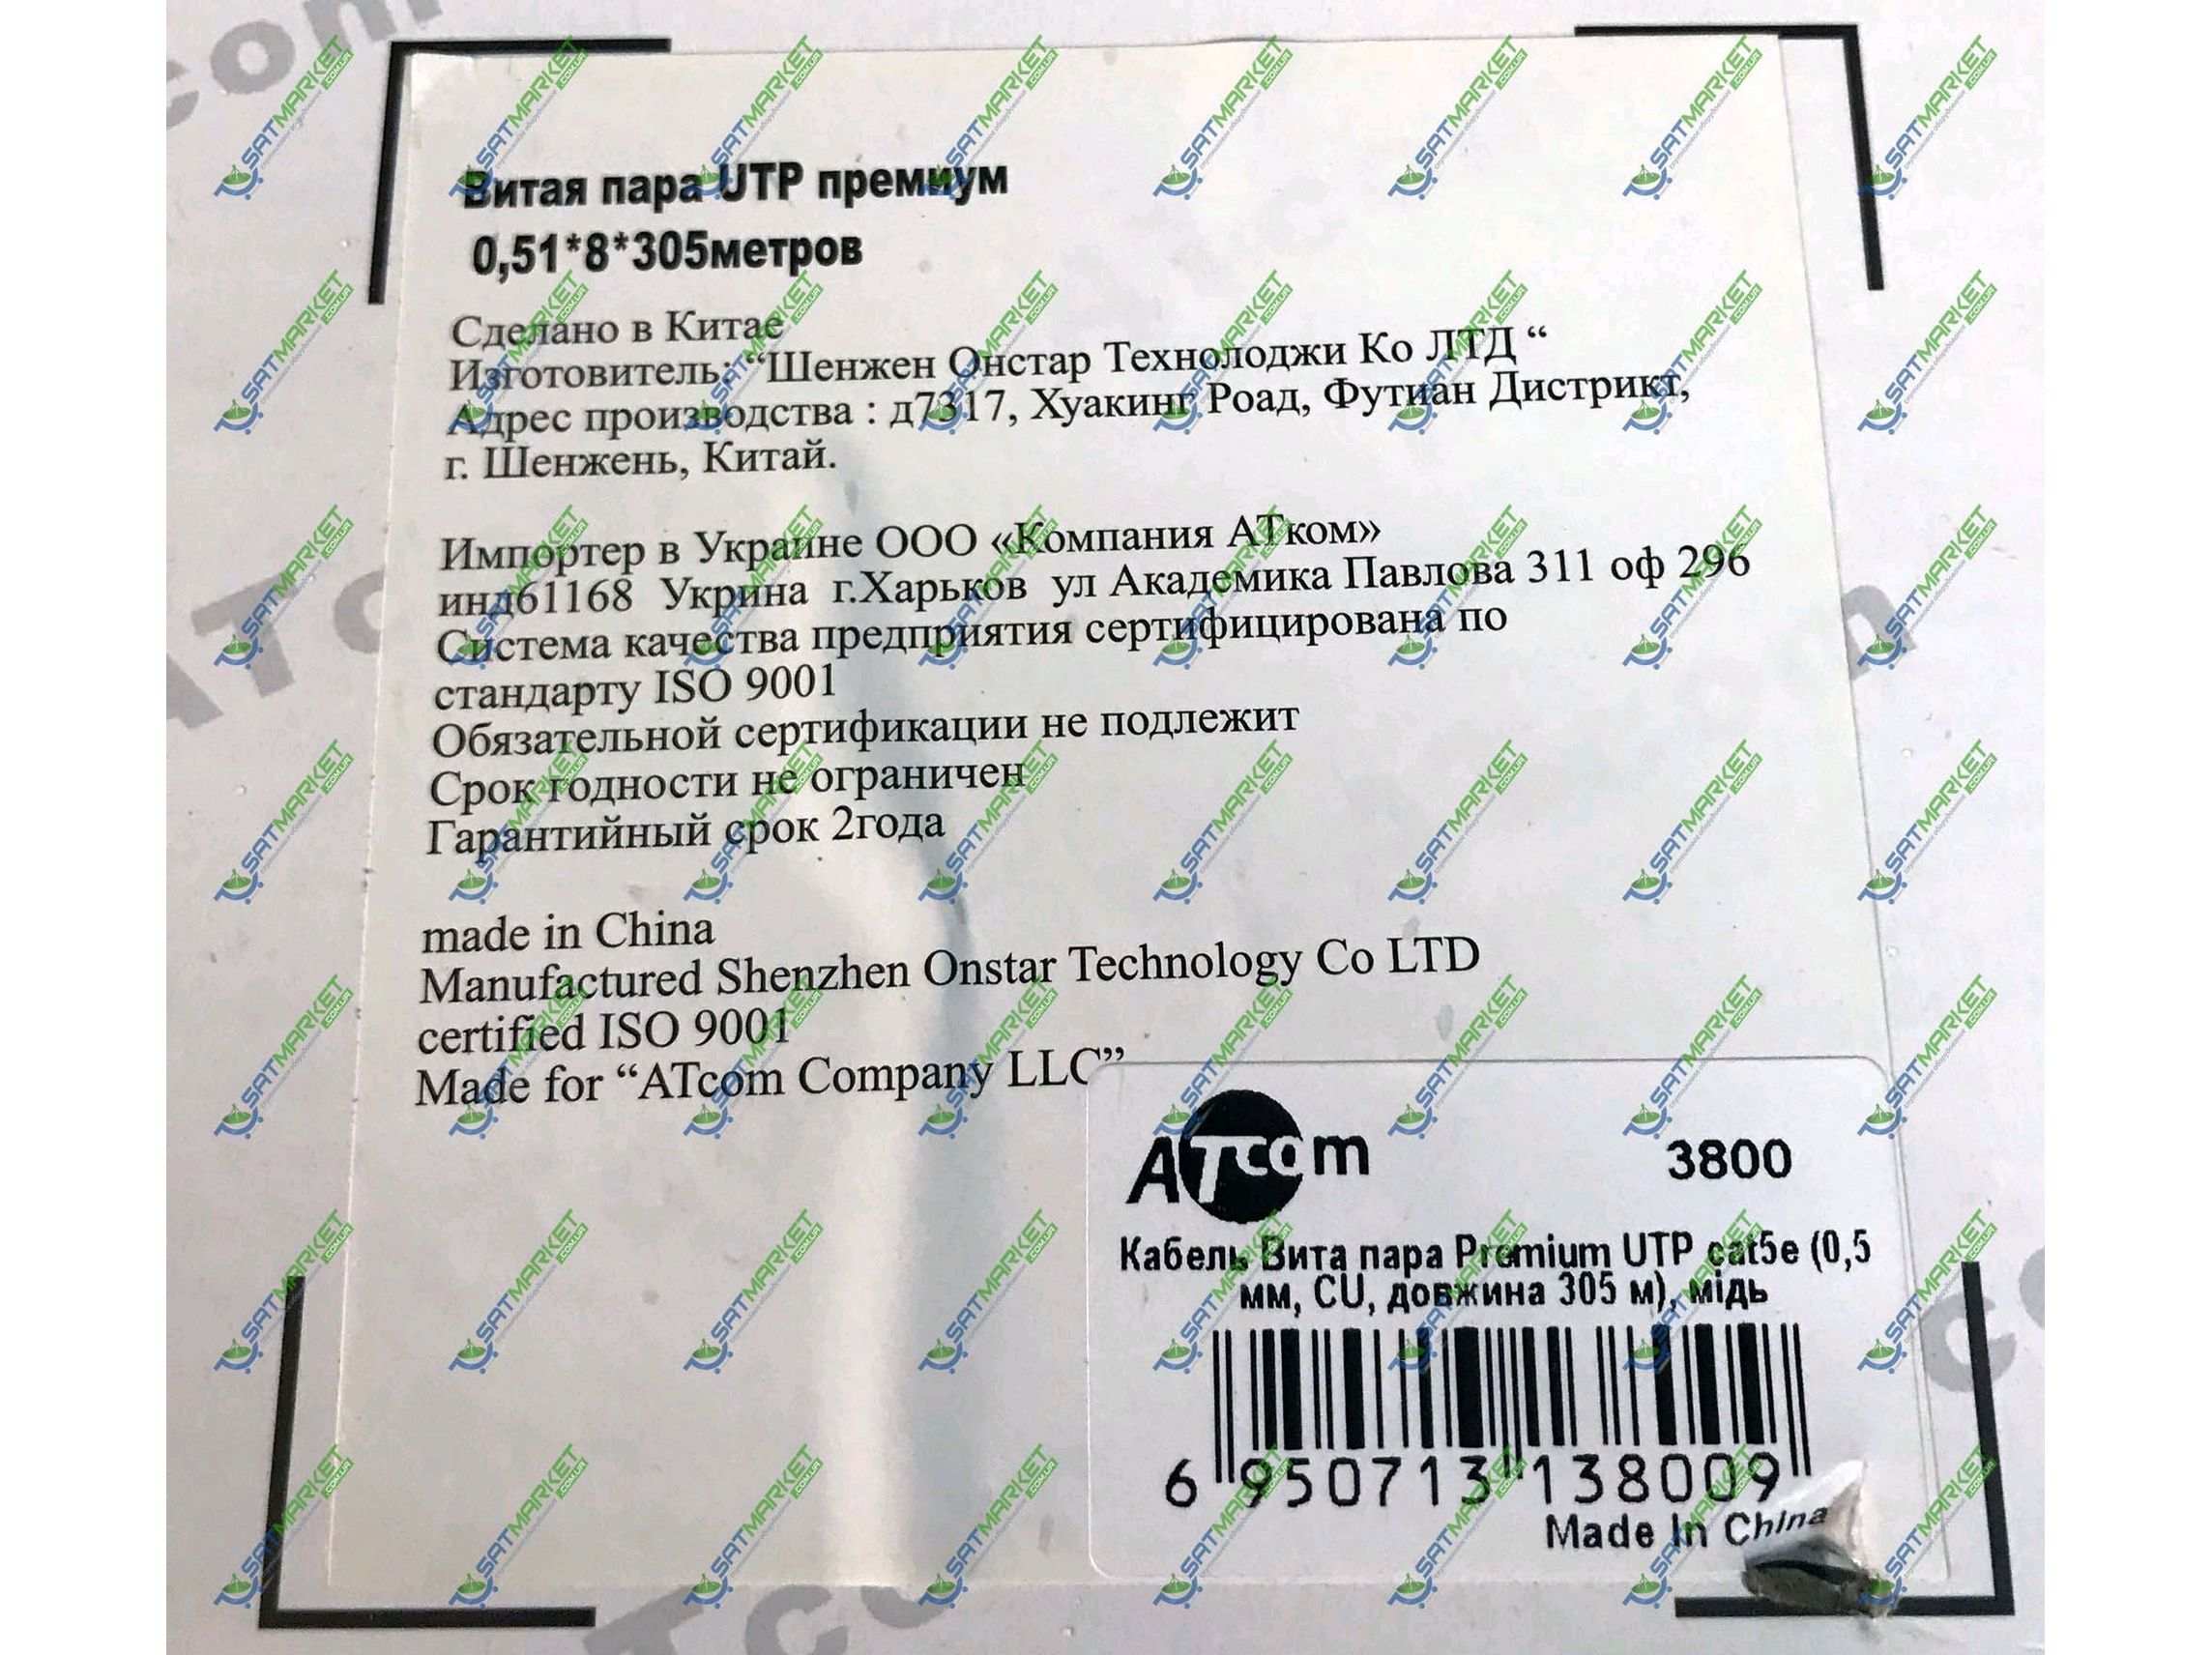 Витая пара UTP премиум
0,51*8*305метров
Сделано в Китае
Изготовитель: “Шенжен Онстар Технолоджи Ко ЛТД “
Адрес производства : д7317, Хуакинг Роад, Футиан Дистрикт,
г. Шенжень, Китай.
Импортер в Украине ООО «Компания АТком»
инд61168 Укрина г.Харьков ул Академика Павлова 311 оф 296
Система качества предприятия сертифицирована по
стандарту ISO 9001
Обязательной сертификации не подлежит
Срок годности не ограничен
Гарантийный срок 2года
made in China
Manufactured Shenzhen Onstar Technology Co LTD
certified ISO 9001
Made for “ATcom Company LLC”
ATcom 3800
Кабель Вита пара Premium UTP cat5e (0,5
мм, CU, довжина 305 м), мідь
6 950713 138009
Made In China
SATMARKET
.COM.UA